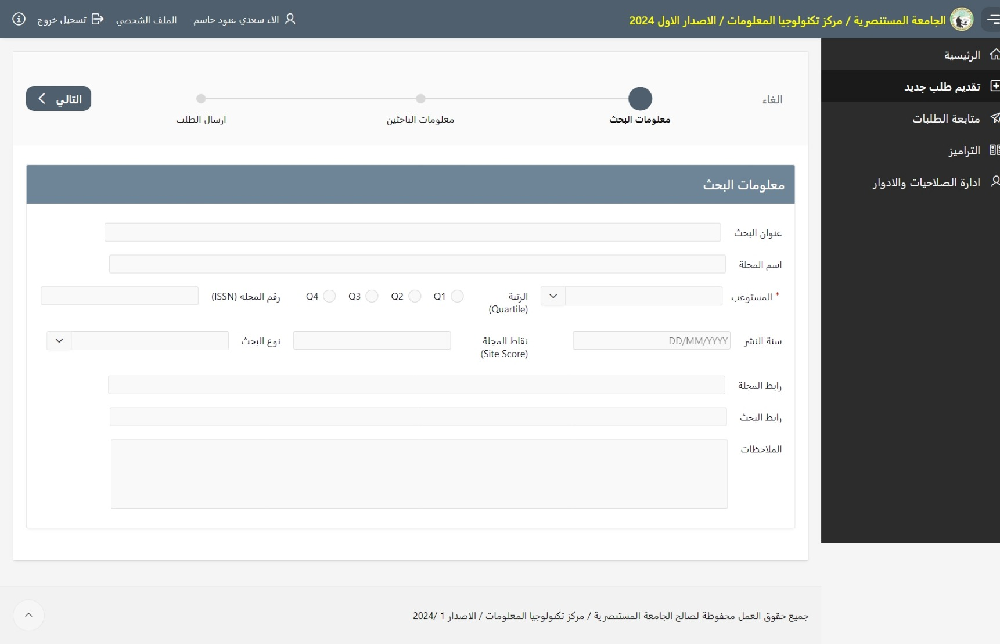 الجامعة المستنصرية / مركز تكنولوجيا المعلومات / الاصدار الاول 2024
الاء سعدي عبود جاسم
الملف الشخصي
تسجيل خروج
الرئيسية
تقديم طلب جديد
متابعة الطلبات
التراميز
ادارة الصلاحيات والادوار
الغاء
معلومات البحث
معلومات الباحثين
ارسال الطلب
التالي
معلومات البحث
عنوان البحث
اسم المجلة
* المستوعب
الرتبة (Quartile)
Q1 Q2 Q3 Q4
رقم المجله (ISSN)
سنة النشر
DD/MM/YYYY
نقاط المجلة (Site Score)
نوع البحث
رابط المجلة
رابط البحث
الملاحظات
جميع حقوق العمل محفوظة لصالح الجامعة المستنصرية / مركز تكنولوجيا المعلومات / الاصدار 1 /2024